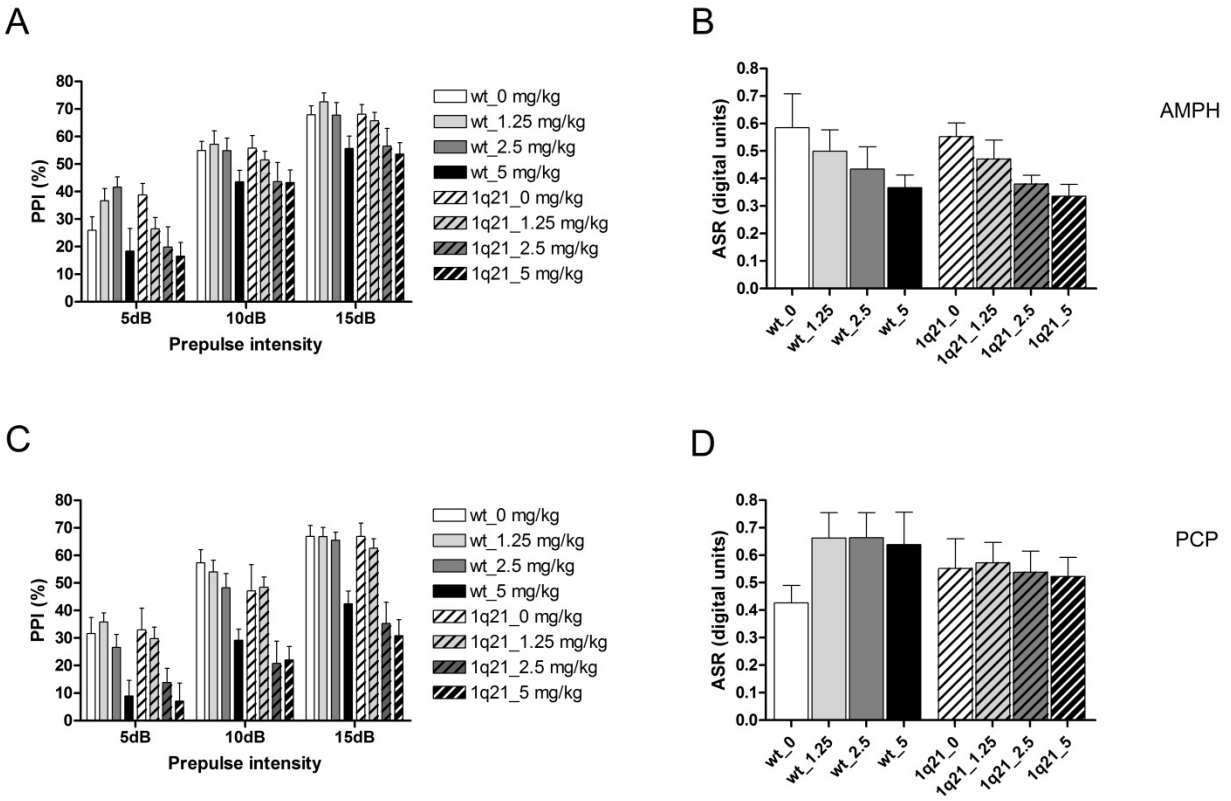 A
PPI (%)
80
70
60
50
40
30
20
10
0
5dB
10dB
15dB
Prepulse intensity
wt_0 mg/kg
wt_1.25 mg/kg
wt_2.5 mg/kg
wt_5 mg/kg
1q21_0 mg/kg
1q21_1.25 mg/kg
1q21_2.5 mg/kg
1q21_5 mg/kg
B
ASR (digital units)
0.8
0.7
0.6
0.5
0.4
0.3
0.2
0.1
0.0
wt_0
wt_1.25
wt_2.5
wt_5
1q21_0
1q21_1.25
1q21_2.5
1q21_5
AMPH
C
PPI (%)
80
70
60
50
40
30
20
10
0
5dB
10dB
15dB
Prepulse intensity
wt_0 mg/kg
wt_1.25 mg/kg
wt_2.5 mg/kg
wt_5 mg/kg
1q21_0 mg/kg
1q21_1.25 mg/kg
1q21_2.5 mg/kg
1q21_5 mg/kg
D
ASR (digital units)
0.8
0.7
0.6
0.5
0.4
0.3
0.2
0.1
0.0
wt_0
wt_1.25
wt_2.5
wt_5
1q21_0
1q21_1.25
1q21_2.5
1q21_5
PCP